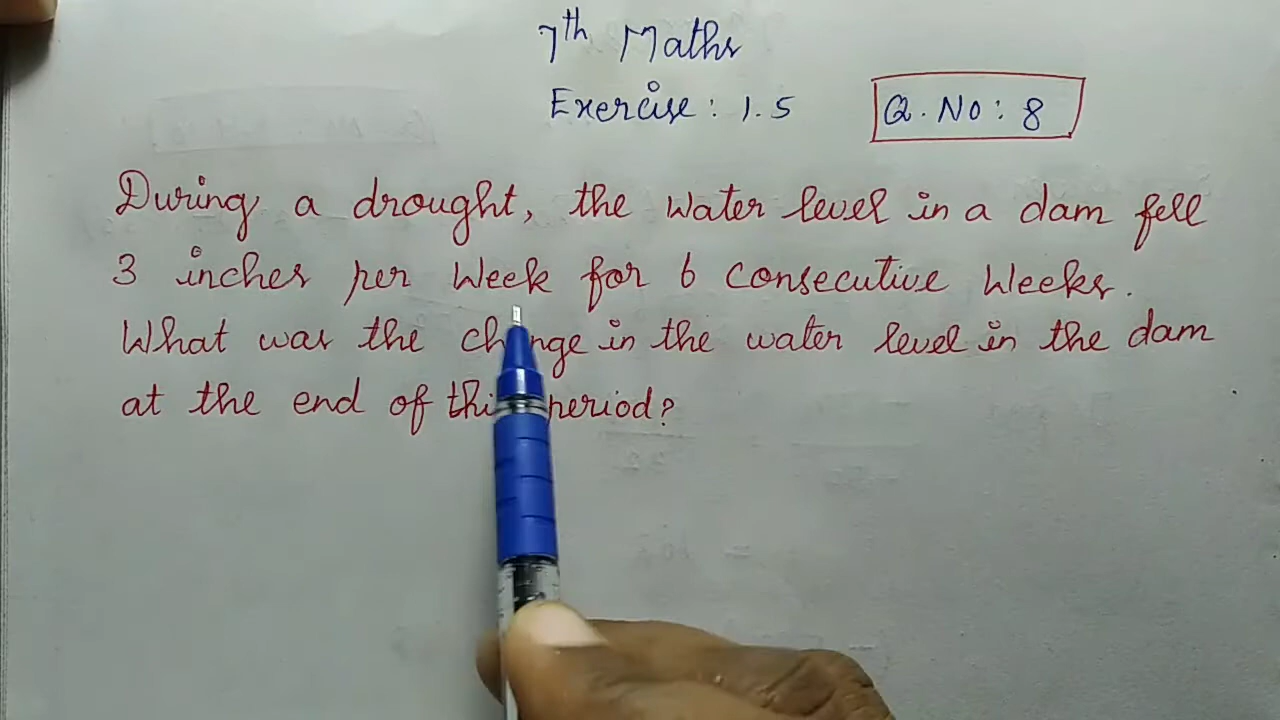 7th Maths
Exercise: 1.5 Q. No: 8
During a drought, the water level in a dam fell
3 inches per week for 6 consecutive weeks.
What was the change in the water level in the dam
at the end of this period?